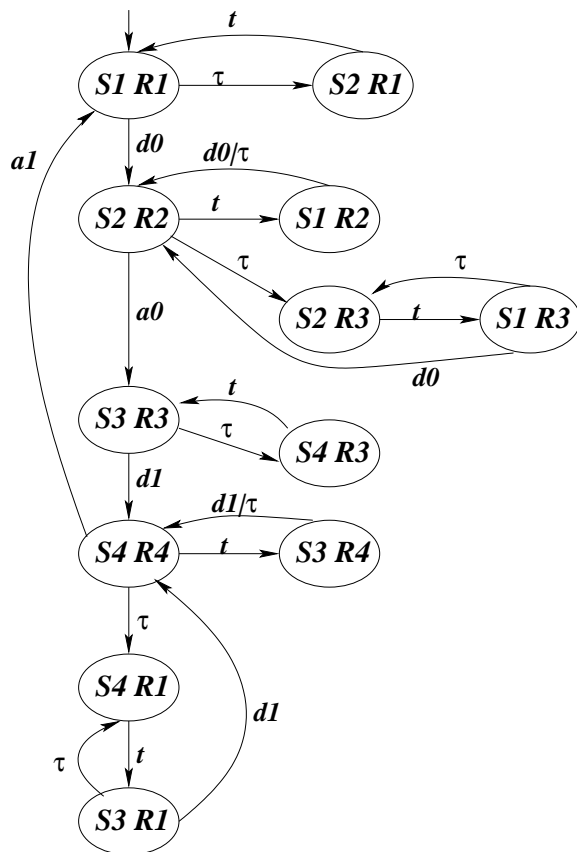 t
S1 R1
τ
S2 R1
a1
d0
d0/τ
S2 R2
t
S1 R2
τ
τ
a0
S2 R3
t
S1 R3
d0
t
S3 R3
τ
S4 R3
d1
d1/τ
S4 R4
t
S3 R4
τ
S4 R1
d1
τ
t
S3 R1